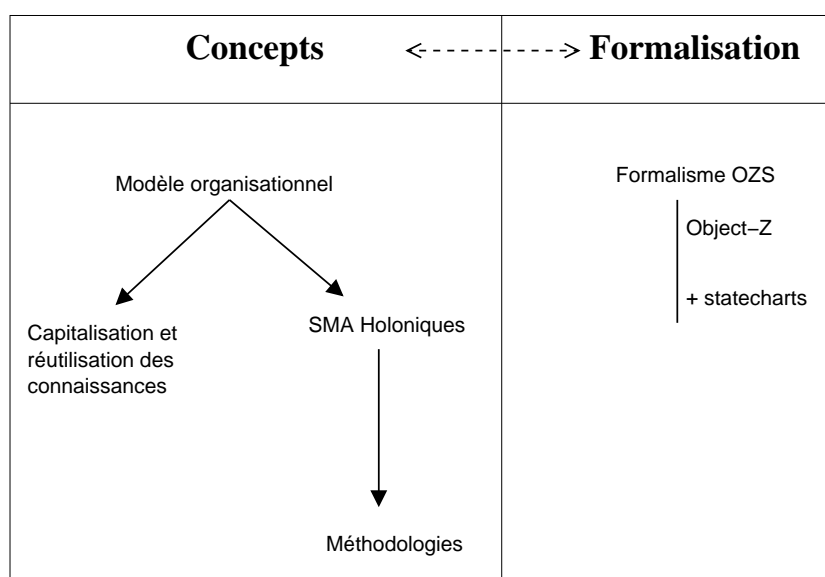 Concepts
Formalisation
Modèle organisationnel
Capitalisation et
réutilisation des
connaissances
SMA Holoniques
Méthodologies
Formalisme OZS
Object−Z
+ statecharts